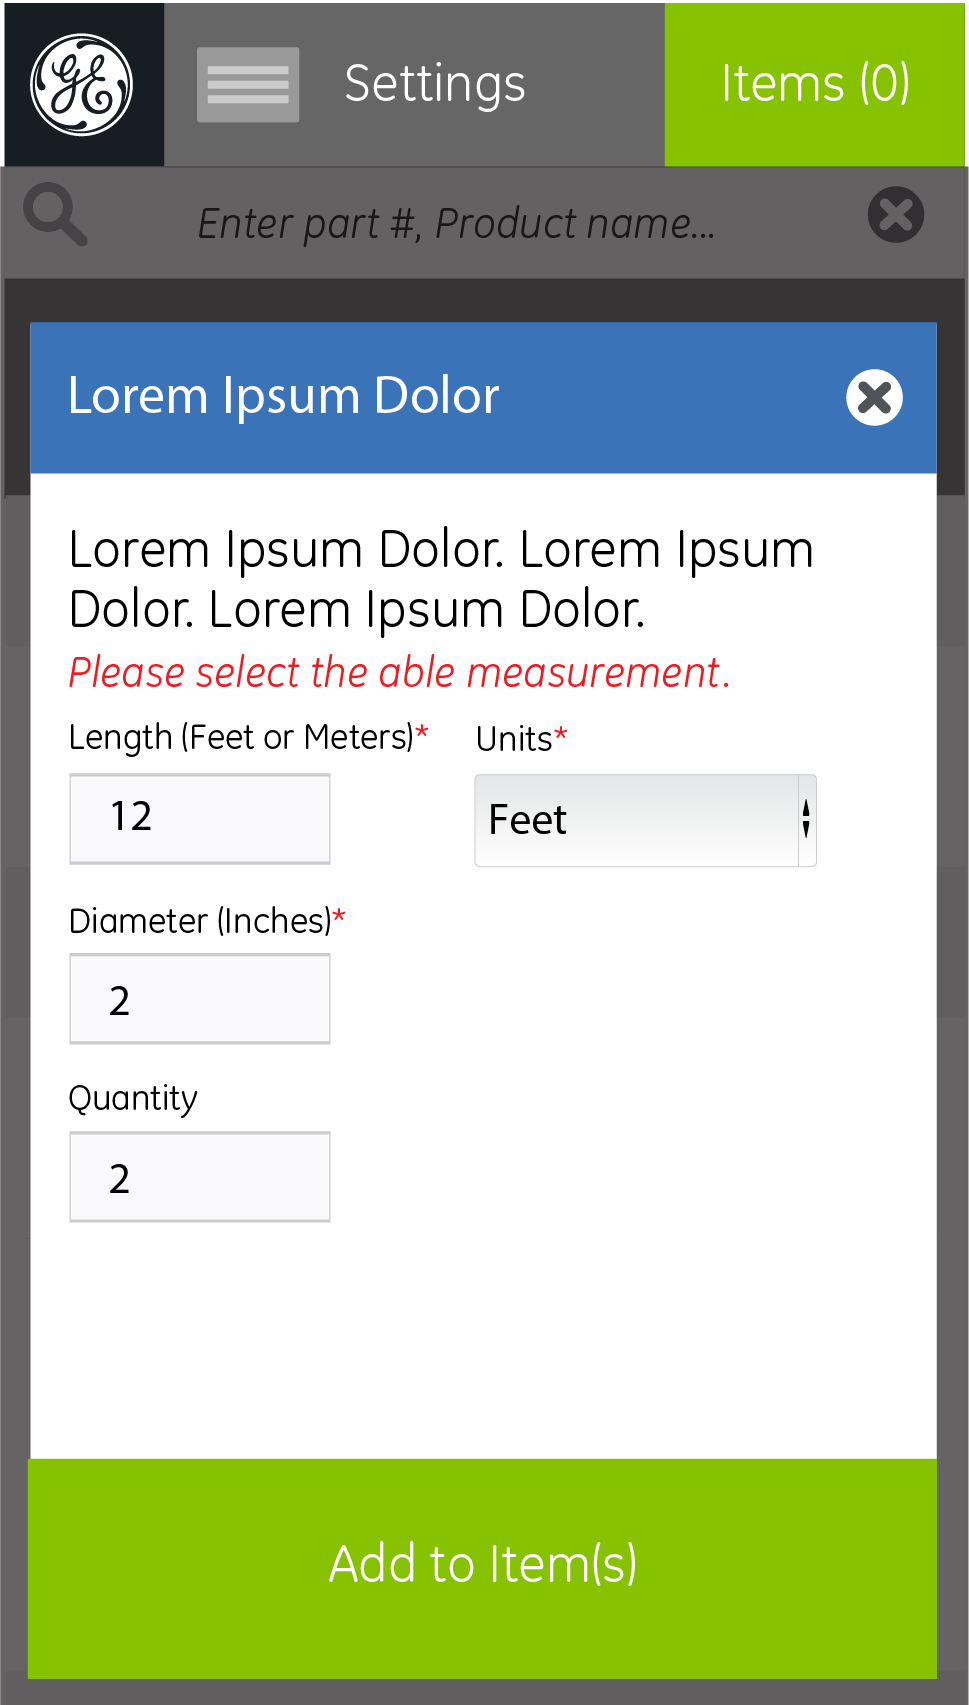 GE
Settings
Items (0)
Enter part #, Product name...
Lorem Ipsum Dolor
Lorem Ipsum Dolor. Lorem Ipsum
Dolor. Lorem Ipsum Dolor.
Please select the able measurement.
Length (Feet or Meters)* Units*
12 Feet
Diameter (Inches)*
2
Quantity
2
Add to Item(s)